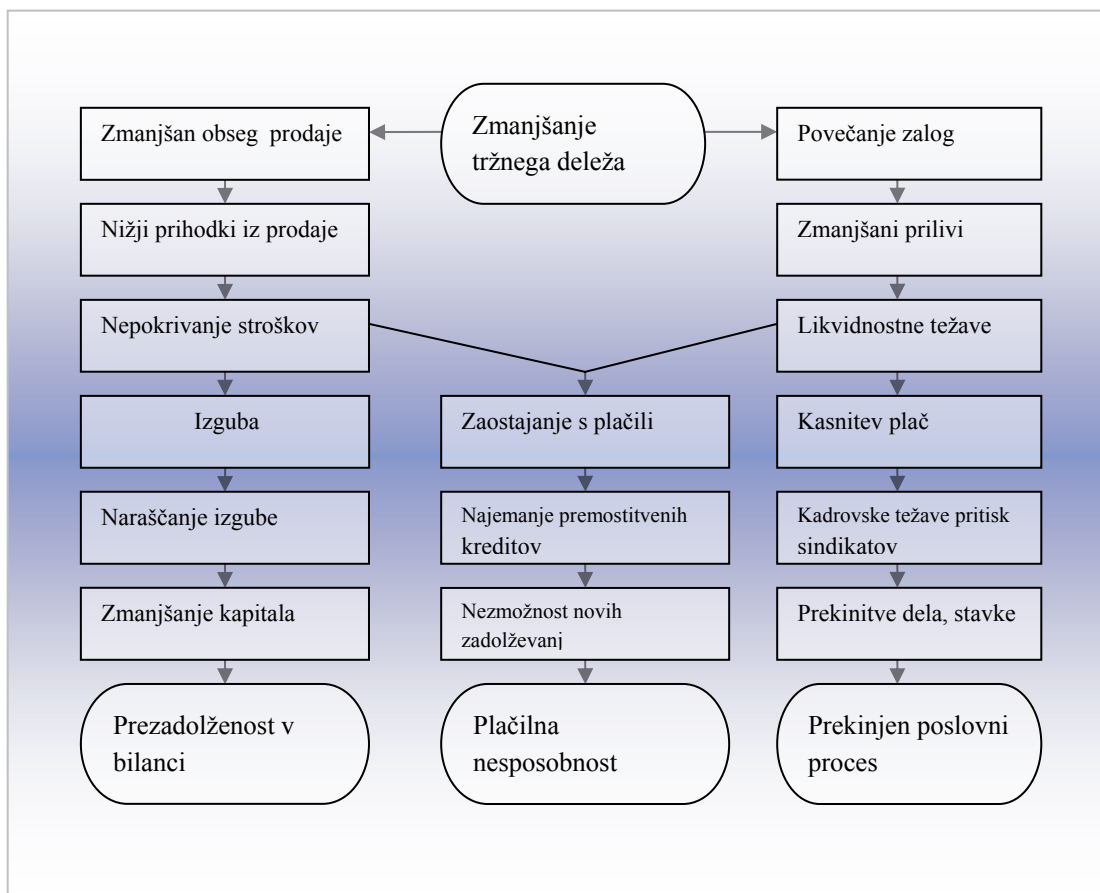 Zmanjšanje
tržnega deleža
Zmanjšan obseg  prodaje
Povečanje zalog
Nižji prihodki iz prodaje
Zmanjšani prilivi
Nepokrivanje stroškov
Likvidnostne težave
Izguba
Zaostajanje s plačili
Kasnitev plač
Naraščanje izgube
Najemanje premostitvenih
kreditov
Kadrovske težave pritisk
sindikatov
Zmanjšanje kapitala
Nezmožnost novih
zadolževanj
Prekinitve dela, stavke
Prezadolženost v
bilanci
Plačilna
nesposobnost
Prekinjen poslovni
proces